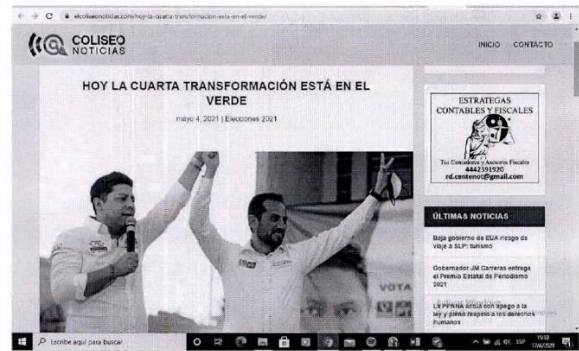 elcoliseonoticias.com/hoy-la-cuarta-transformacion-esta-en-el-verde/
COLISEO
NOTICIAS
INICIO CONTACTO
HOY LA CUARTA TRANSFORMACIÓN ESTÁ EN EL
VERDE
mayo 4, 2021 | Elecciones 2021
VOTA
ESTRATEGAS
CONTABLES Y FISCALES
Tus Contadores y Asesores Fiscales
4442391920
rd.centenot@gmail.com
ÚLTIMAS NOTICIAS
Baja gobierno de EUA riesgo de
viaje a SLP: turismo
Gobernador JM Carreras entrega
el Premio Estatal de Periodismo
2021
La PPNNA actúa con apego a la
ley y pleno respeto a los derechos
humanos
Activar Windows
Escribe aquí para buscar
ESP